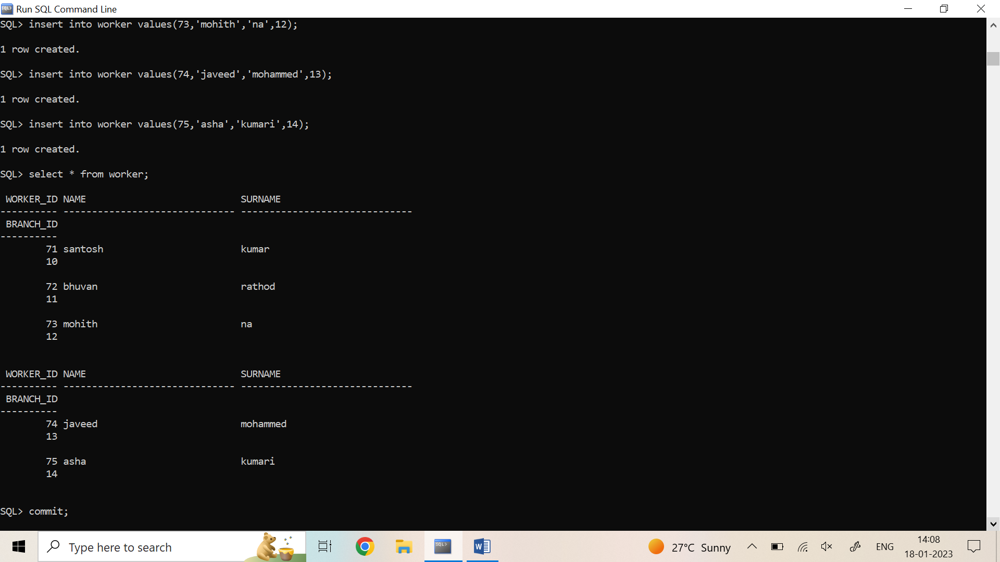 Run SQL Command Line
SQL> insert into worker values(73,'mohith','na',12);
1 row created.
SQL> insert into worker values(74,'javeed','mohammed',13);
1 row created.
SQL> insert into worker values(75,'asha','kumari',14);
1 row created.
SQL> select * from worker;
WORKER_ID NAME SURNAME
---------- ------------------------------ ------------------------------
BRANCH_ID
----------
71 santosh kumar
10
72 bhuvan rathod
11
73 mohith na
12
WORKER_ID NAME SURNAME
---------- ------------------------------ ------------------------------
BRANCH_ID
----------
74 javeed mohammed
13
75 asha kumari
14
SQL> commit;
Type here to search
27°C Sunny
ENG
14:08
18-01-2023